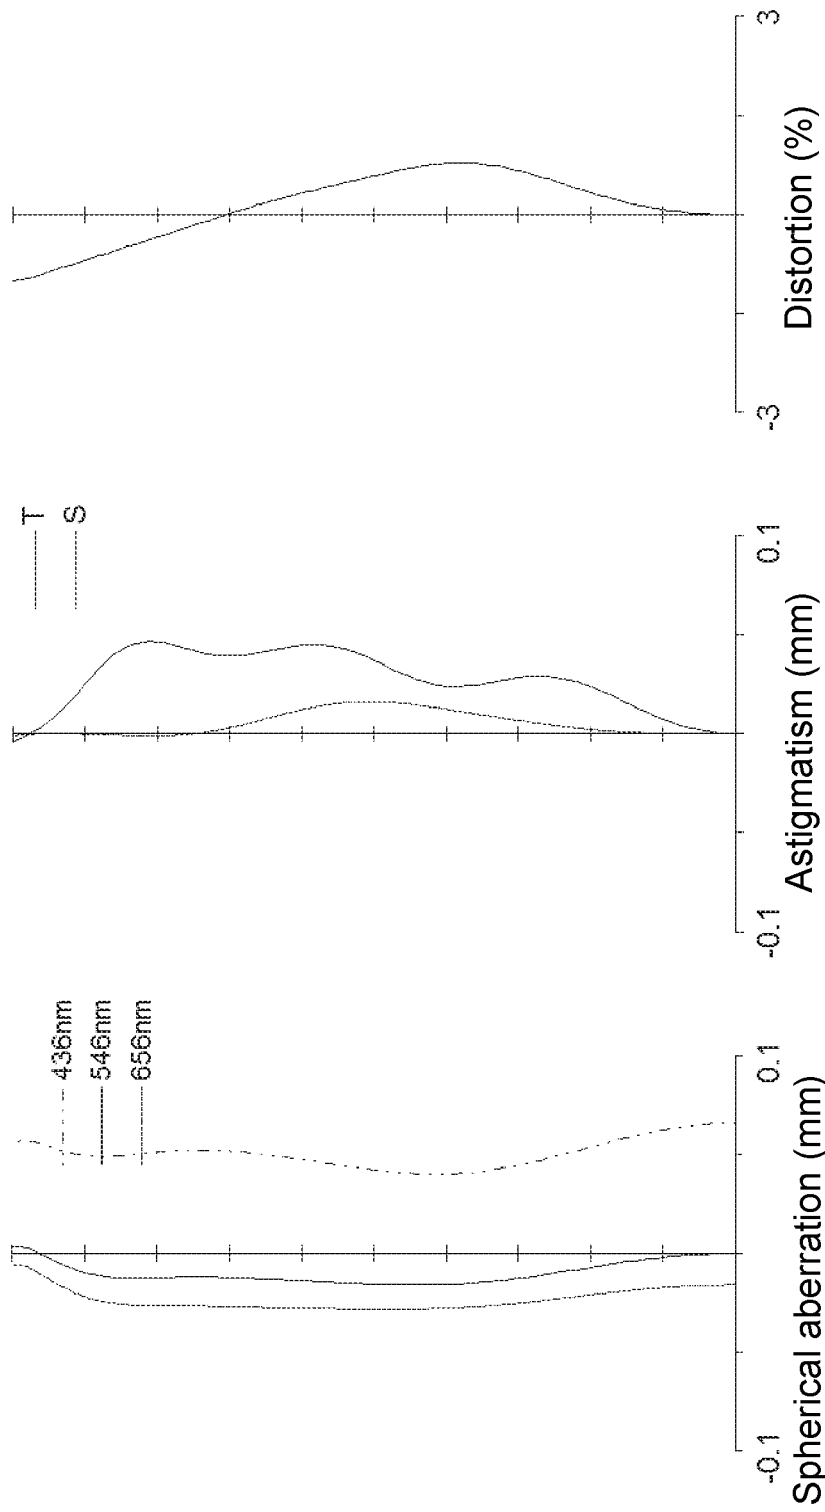 436nm
546nm
656nm
-0.1
0.1
Spherical aberration (mm)
T
S
-0.1
0.1
Astigmatism (mm)
-3
3
Distortion (%)